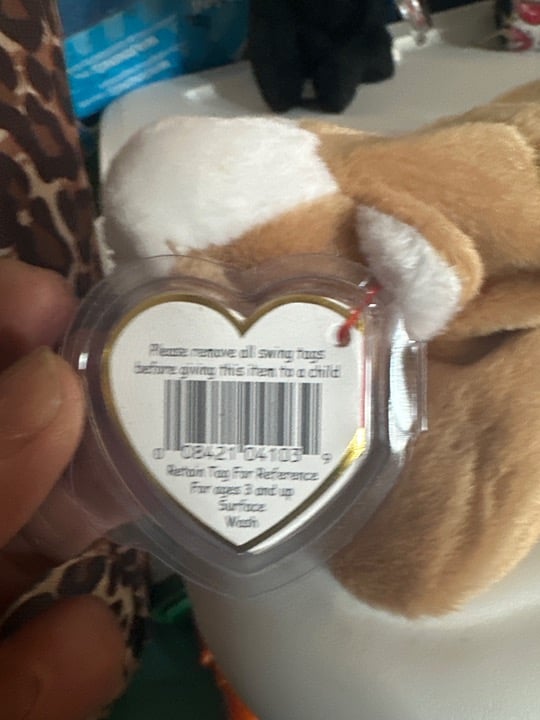 Please remove all swing tags
before giving this item to a child
0 08421 04103 9
Retain Tag For Reference
For ages 3 and up
Surface
Wash